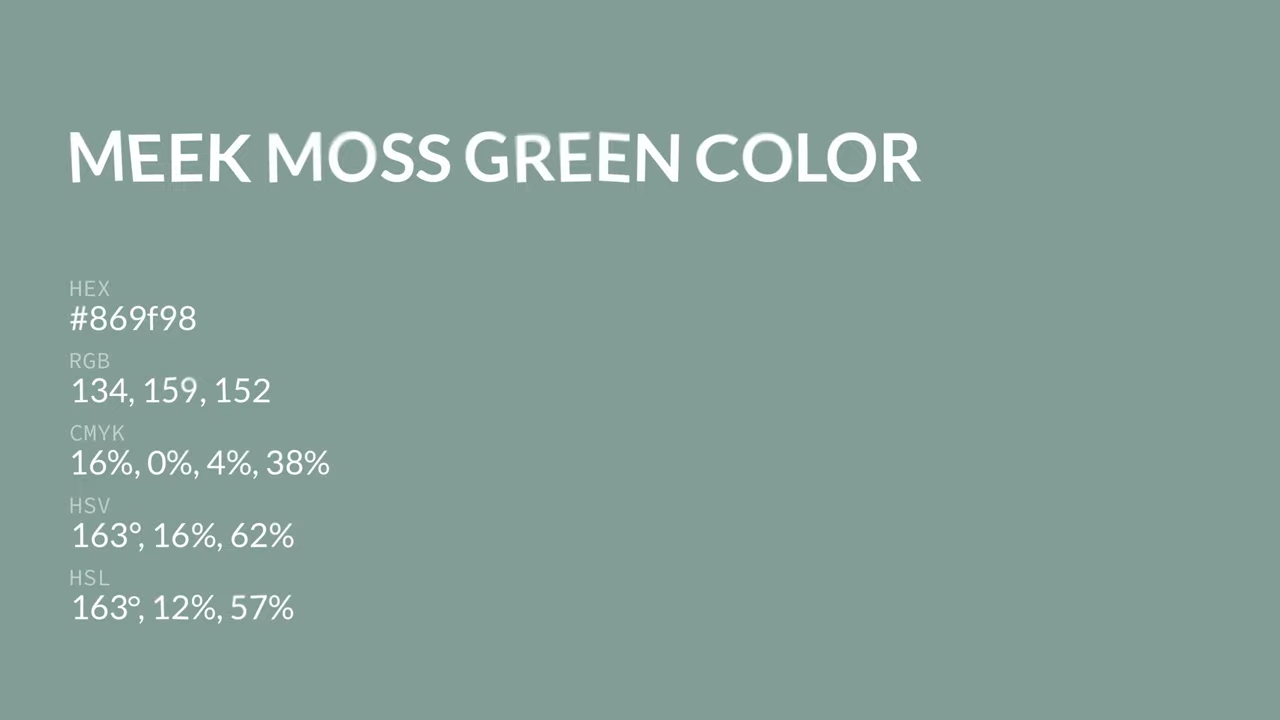 MEEK MOSS GREEN COLOR
HEX
#869f98
RGB
134, 159, 152
CMYK
16%, 0%, 4%, 38%
HSV
163°, 16%, 62%
HSL
163°, 12%, 57%